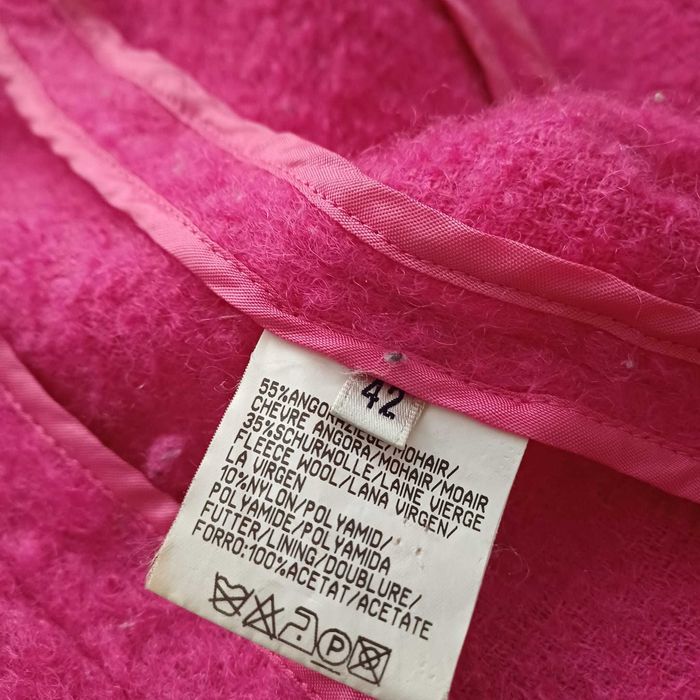 42
55%ANGORAZIEGE/MOHAIR/
CHEVRE ANGORA/MOHAIR/MOAIR
35%SCHURWOLLE/LAINE VIERGE
FLEECE WOOL/LANA VIRGEN/
LA VIRGEN
10%NYLON/POLYAMID/
POLYAMIDE/POLYAMIDA
FUTTER/LINING/DOUBLURE/
FORRO:100%ACETAT/ACETATE
P